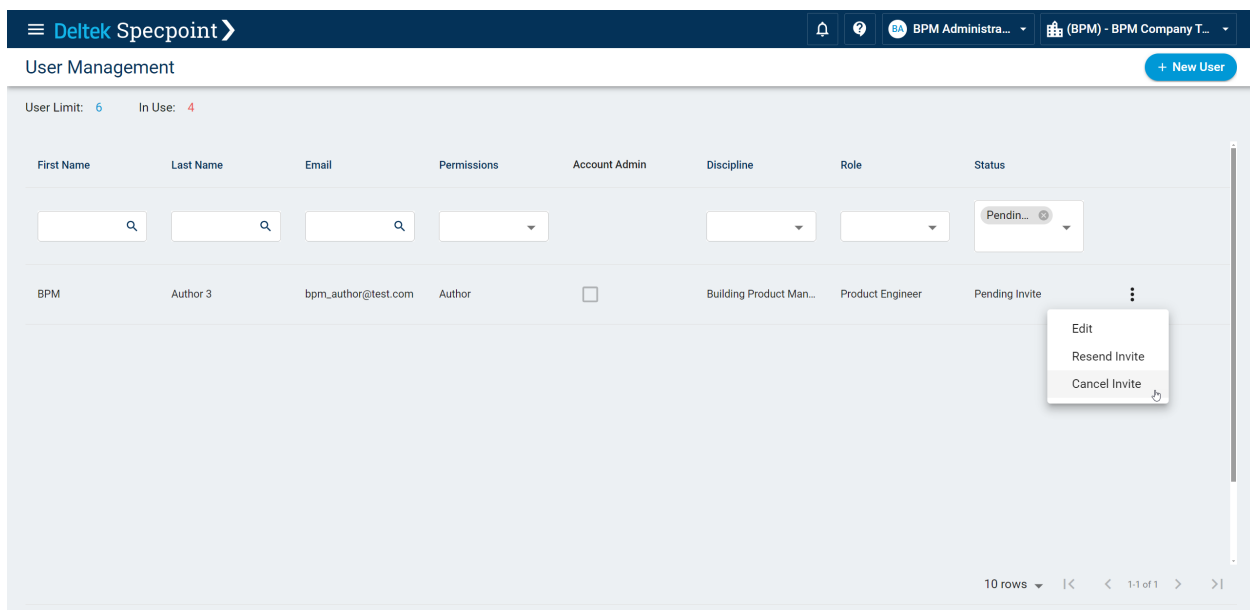 Deltek Specpoint
BA BPM Administra... (BPM) - BPM Company T...
User Management
+ New User
User Limit: 6 In Use: 4
First Name Last Name Email Permissions Account Admin Discipline Role Status
Pendin...
BPM Author 3 bpm_author@test.com Author Building Product Man... Product Engineer Pending Invite
Edit
Resend Invite
Cancel Invite
10 rows 1-1 of 1